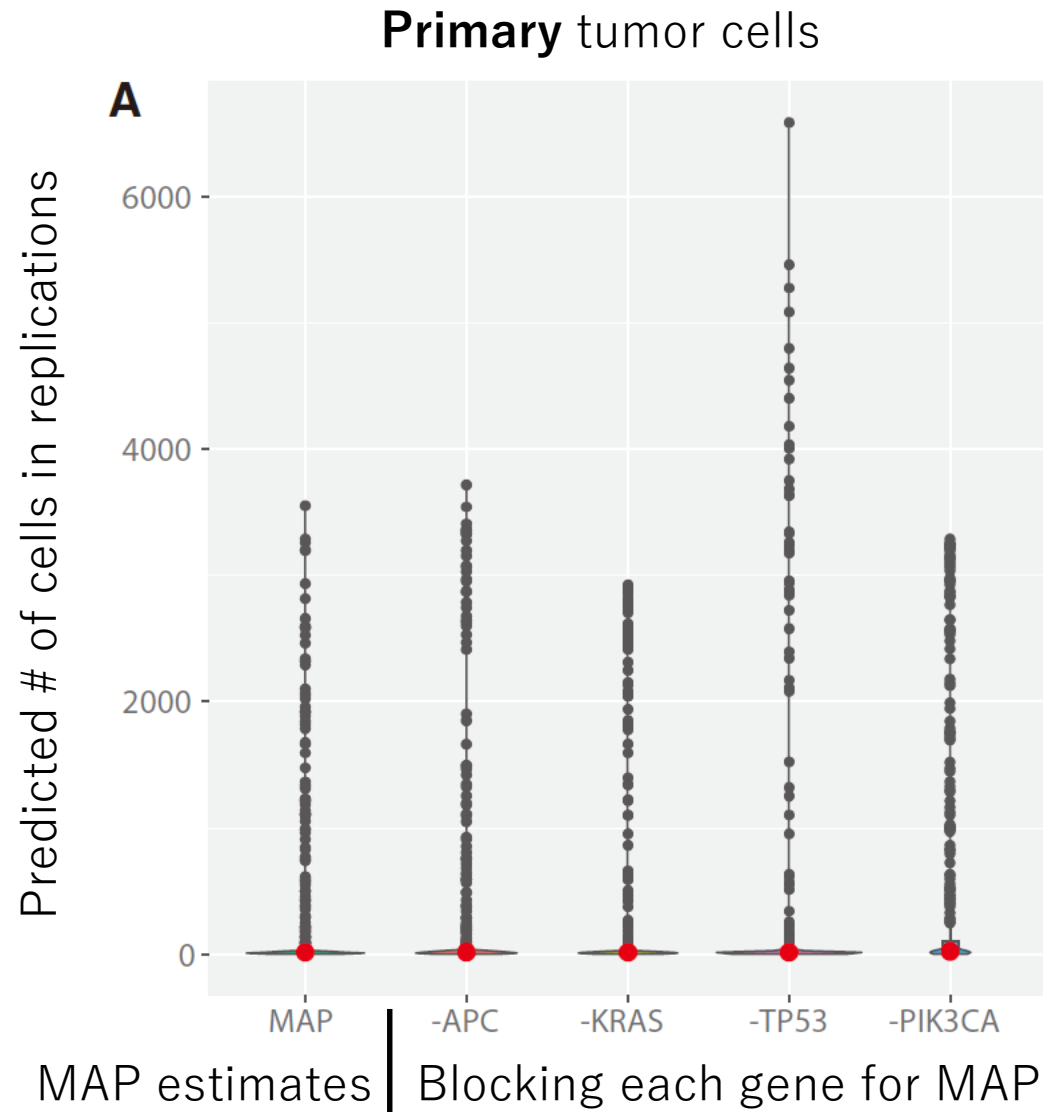 Primary tumor cells
A
Predicted # of cells in replications
6000
4000
2000
0
MAP
-APC
-KRAS
-TP53
-PIK3CA
MAP estimates
Blocking each gene for MAP